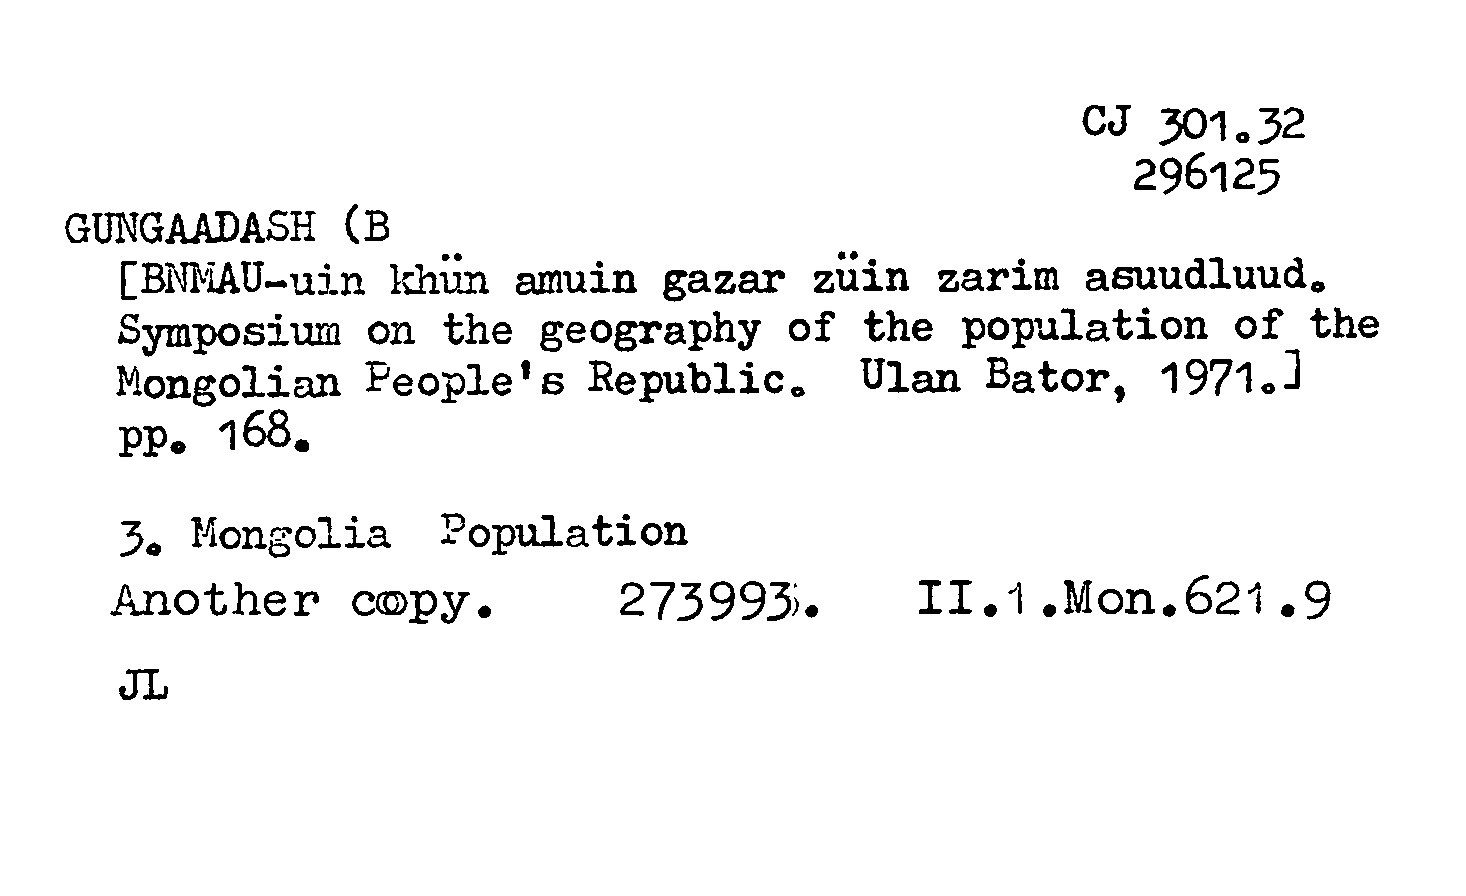 CJ 301.32
296125
GUNGAADASH (B
[BNMAU-uin khün amuin gazar züin zarim asuudluud.
Symposium on the geography of the population of the
Mongolian People's Republic. Ulan Bator, 1971.]
pp. 168.
3. Mongolia Population
Another copy. 273993. II.1.Mon.621.9
JL